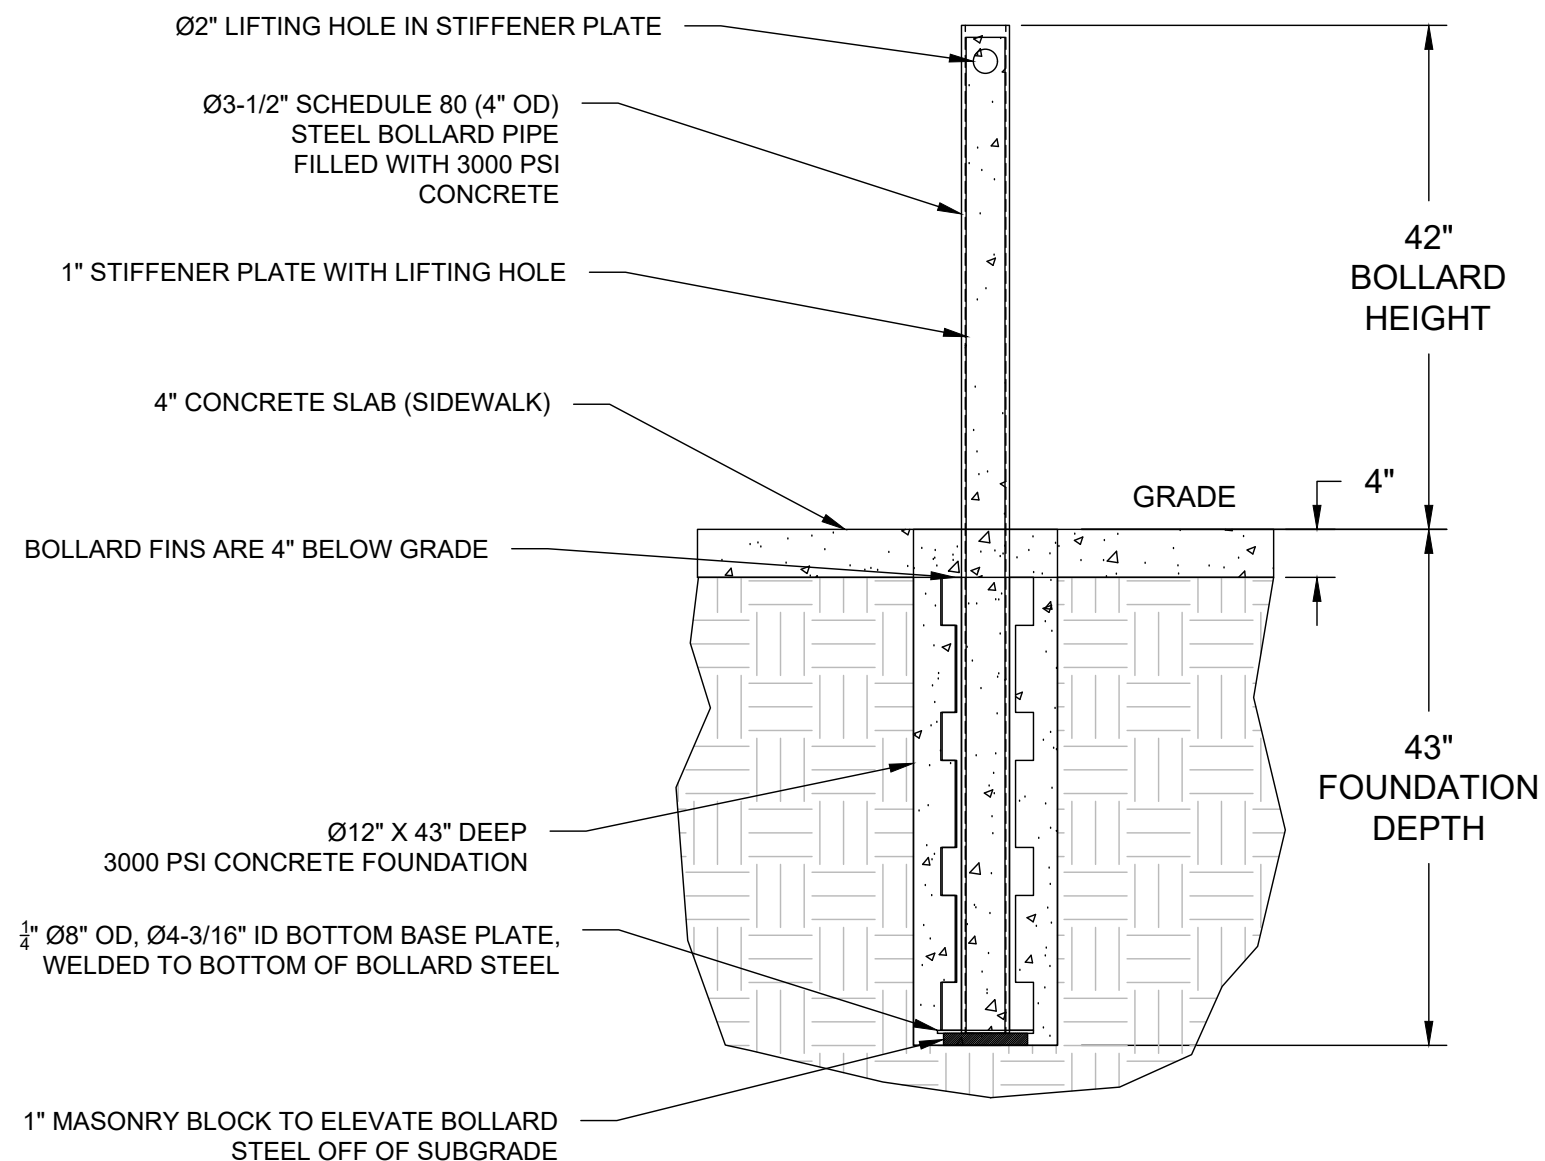 Ø2" LIFTING HOLE IN STIFFENER PLATE
Ø3-1/2" SCHEDULE 80 (4" OD)
STEEL BOLLARD PIPE
FILLED WITH 3000 PSI
CONCRETE
1" STIFFENER PLATE WITH LIFTING HOLE
4" CONCRETE SLAB (SIDEWALK)
BOLLARD FINS ARE 4" BELOW GRADE
Ø12" X 43" DEEP
3000 PSI CONCRETE FOUNDATION
1/4" Ø8" OD, Ø4-3/16" ID BOTTOM BASE PLATE,
WELDED TO BOTTOM OF BOLLARD STEEL
1" MASONRY BLOCK TO ELEVATE BOLLARD
STEEL OFF OF SUBGRADE
42"
BOLLARD
HEIGHT
GRADE
4"
43"
FOUNDATION
DEPTH